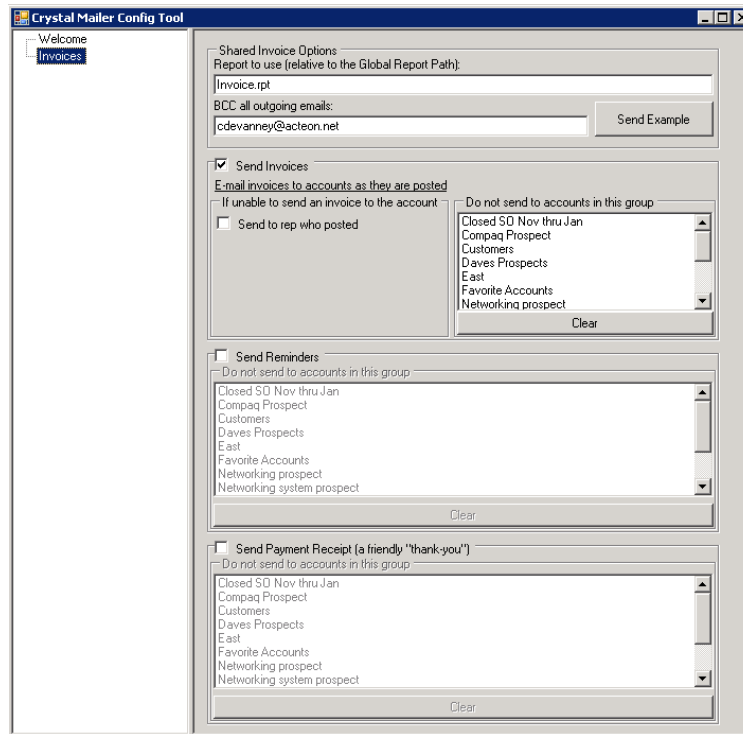 Crystal Mailer Config Tool
Welcome
Invoices
Shared Invoice Options
Report to use (relative to the Global Report Path):
Invoice.rpt
BCC all outgoing emails:
cdevanney@acteon.net
Send Example
Send Invoices
E-mail invoices to accounts as they are posted
If unable to send an invoice to the account
Send to rep who posted
Do not send to accounts in this group
Closed SO Nov thru Jan
Compaq Prospect
Customers
Daves Prospects
East
Favorite Accounts
Networking prospect
Clear
Send Reminders
Do not send to accounts in this group
Closed SO Nov thru Jan
Compaq Prospect
Customers
Daves Prospects
East
Favorite Accounts
Networking prospect
Networking system prospect
Clear
Send Payment Receipt (a friendly "thank-you")
Do not send to accounts in this group
Closed SO Nov thru Jan
Compaq Prospect
Customers
Daves Prospects
East
Favorite Accounts
Networking prospect
Networking system prospect
Clear